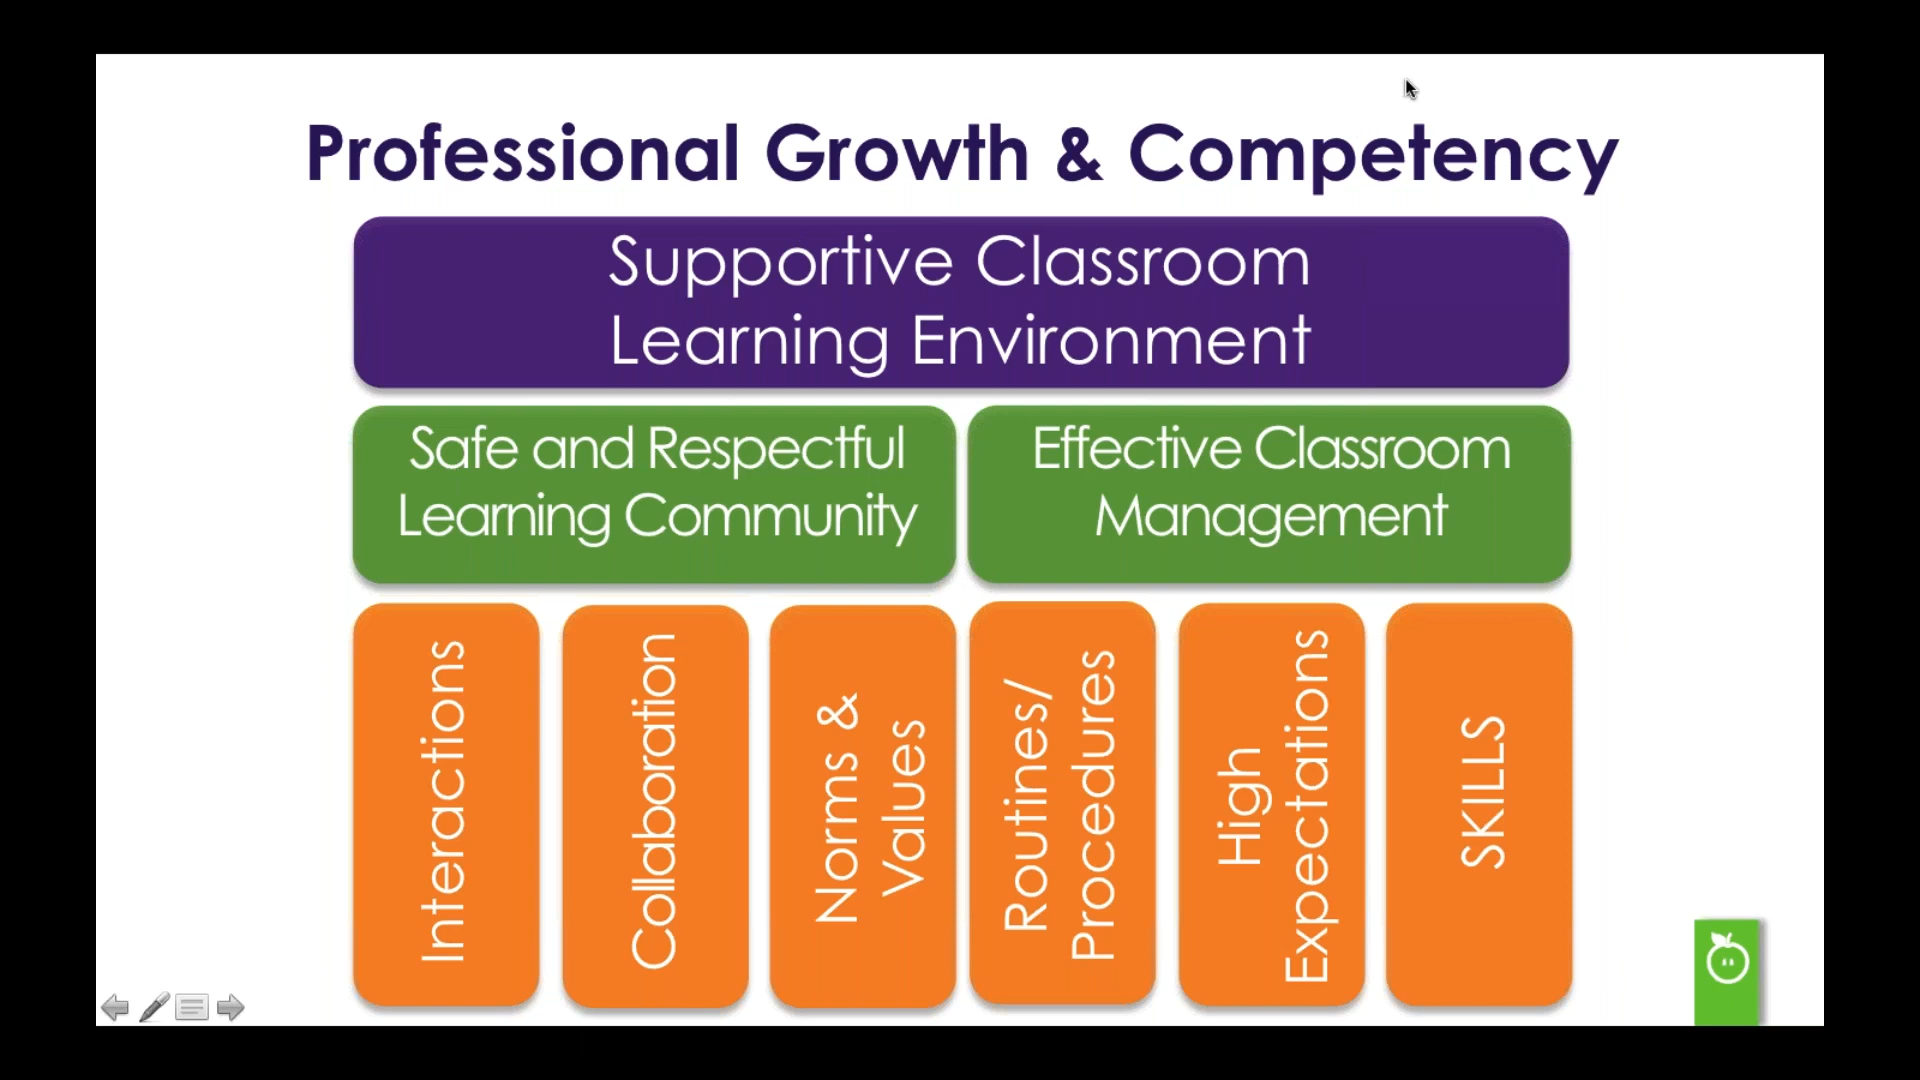 Professional Growth & Competency
Supportive Classroom
Learning Environment
Safe and Respectful
Learning Community
Effective Classroom
Management
Interactions
Collaboration
Norms &
Values
Routines/
Procedures
High
Expectations
SKILLS